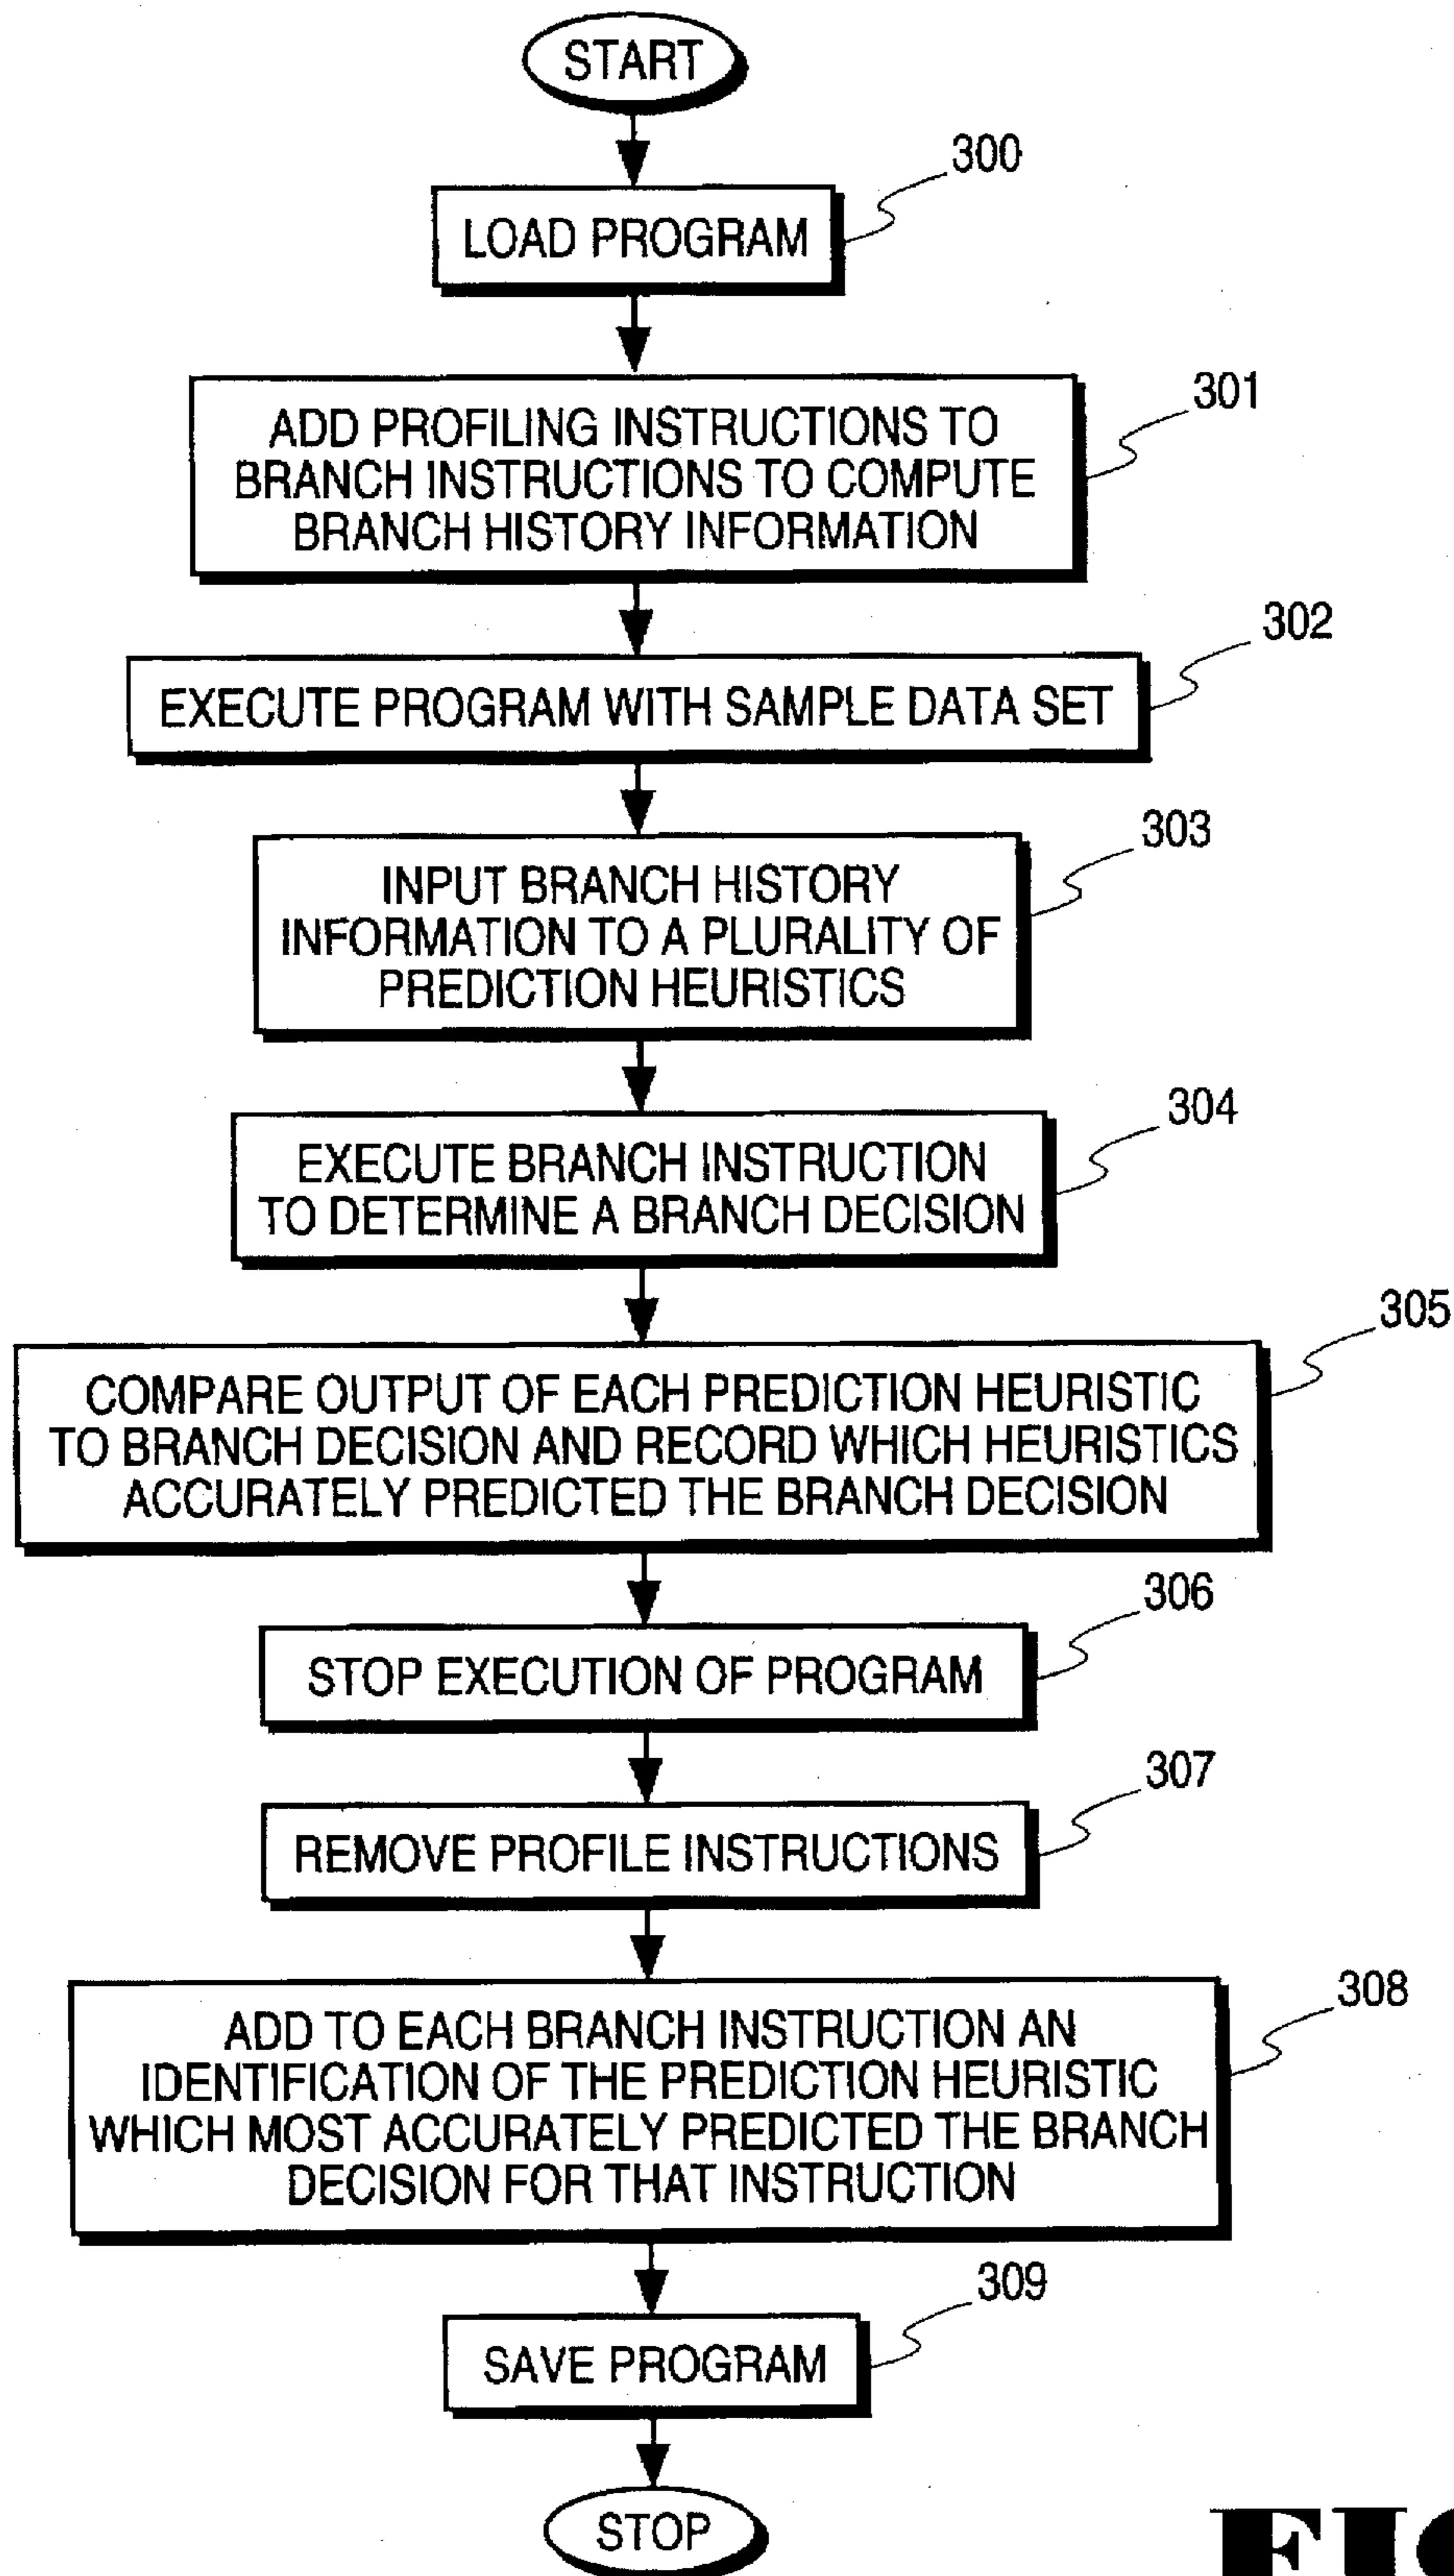 START
300
LOAD PROGRAM
301
ADD PROFILING INSTRUCTIONS TO
BRANCH INSTRUCTIONS TO COMPUTE
BRANCH HISTORY INFORMATION
302
EXECUTE PROGRAM WITH SAMPLE DATA SET
303
INPUT BRANCH HISTORY
INFORMATION TO A PLURALITY OF
PREDICTION HEURISTICS
304
EXECUTE BRANCH INSTRUCTION
TO DETERMINE A BRANCH DECISION
305
COMPARE OUTPUT OF EACH PREDICTION HEURISTIC
TO BRANCH DECISION AND RECORD WHICH HEURISTICS
ACCURATELY PREDICTED THE BRANCH DECISION
306
STOP EXECUTION OF PROGRAM
307
REMOVE PROFILE INSTRUCTIONS
308
ADD TO EACH BRANCH INSTRUCTION AN
IDENTIFICATION OF THE PREDICTION HEURISTIC
WHICH MOST ACCURATELY PREDICTED THE BRANCH
DECISION FOR THAT INSTRUCTION
309
SAVE PROGRAM
STOP